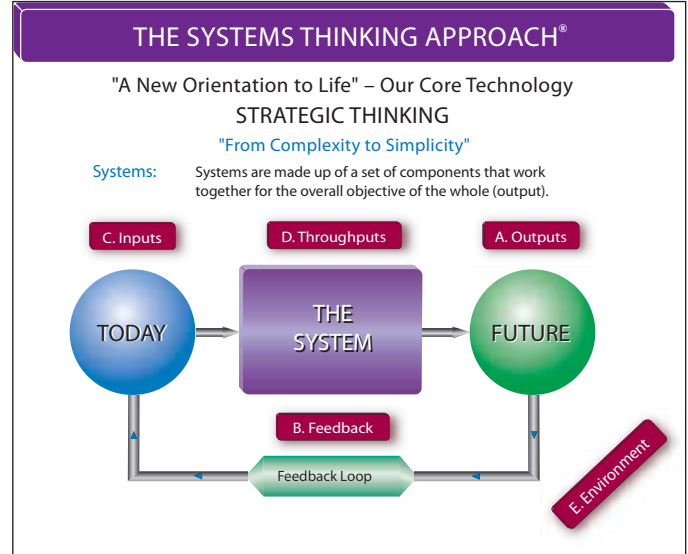 THE SYSTEMS THINKING APPROACH®
"A New Orientation to Life" – Our Core Technology
STRATEGIC THINKING
"From Complexity to Simplicity"
Systems: Systems are made up of a set of components that work
together for the overall objective of the whole (output).
C. Inputs
D. Throughputs
A. Outputs
TODAY
THE
SYSTEM
FUTURE
B. Feedback
Feedback Loop
E. Environment